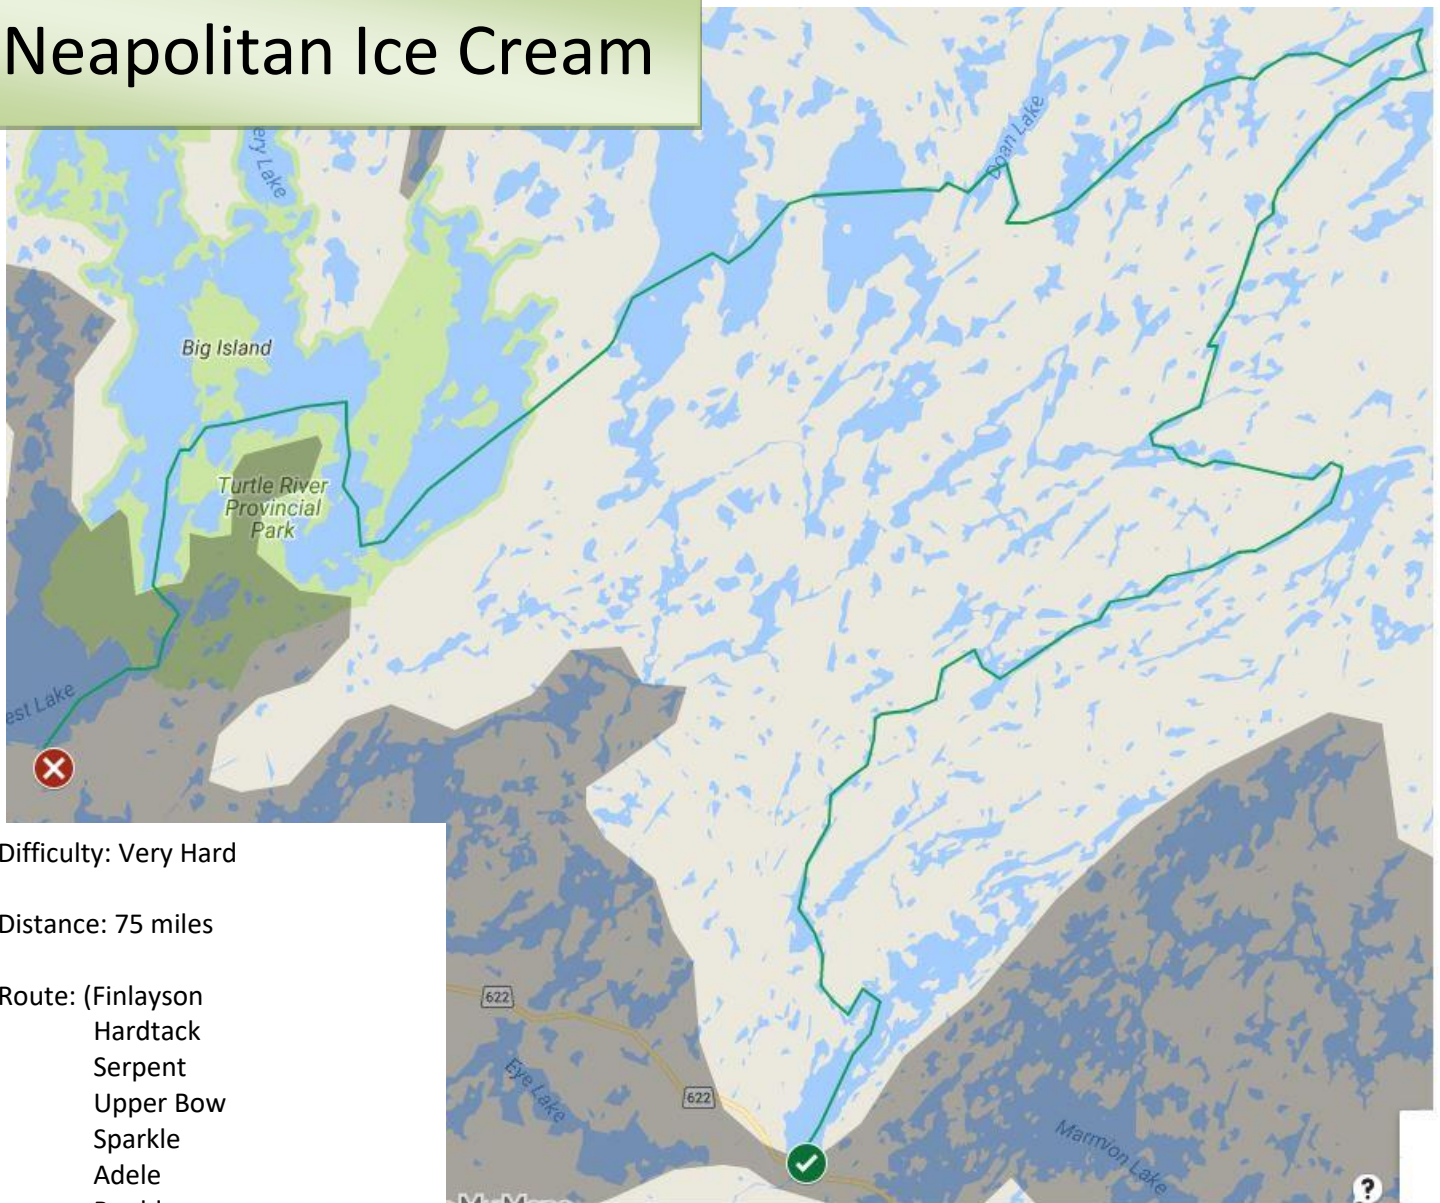 Neapolitan Ice Cream
ery Lake
Doan Lake
Big Island
Turtle River
Provincial
Park
est Lake
Difficulty: Very Hard
Distance: 75 miles
Route: (Finlayson
Hardtack
Serpent
Upper Bow
Sparkle
Adele
622
Eye Lake
622
Marmion Lake
?